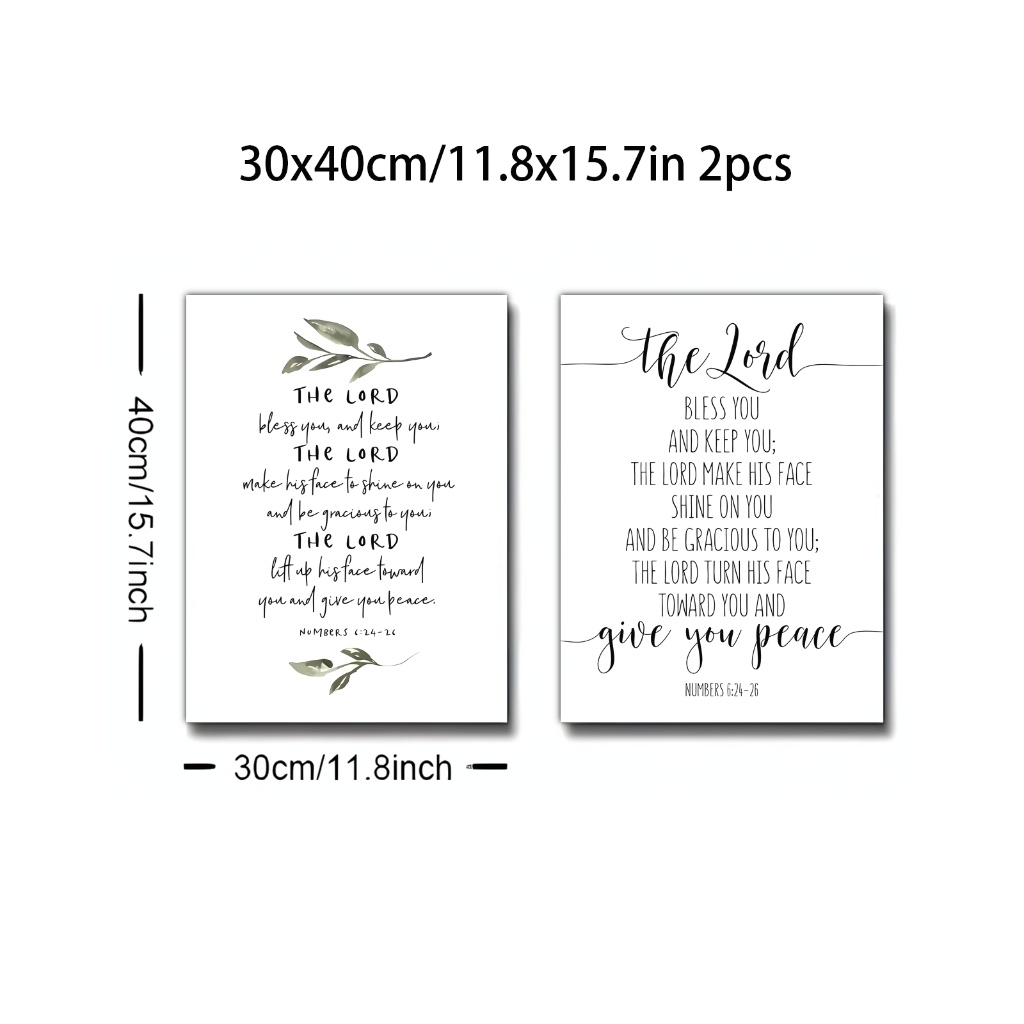 30x40cm/11.8x15.7in 2pcs
40cm/15.7inch
THE LORD
bless you, and keep you;
THE LORD
make his face to shine on you
and be gracious to you;
THE LORD
lift up his face toward
you and give you peace.
NUMBERS 6:24-26
30cm/11.8inch
the Lord
BLESS YOU
AND KEEP YOU;
THE LORD MAKE HIS FACE
SHINE ON YOU
AND BE GRACIOUS TO YOU;
THE LORD TURN HIS FACE
TOWARD YOU AND
give you peace
NUMBERS 6:24-26